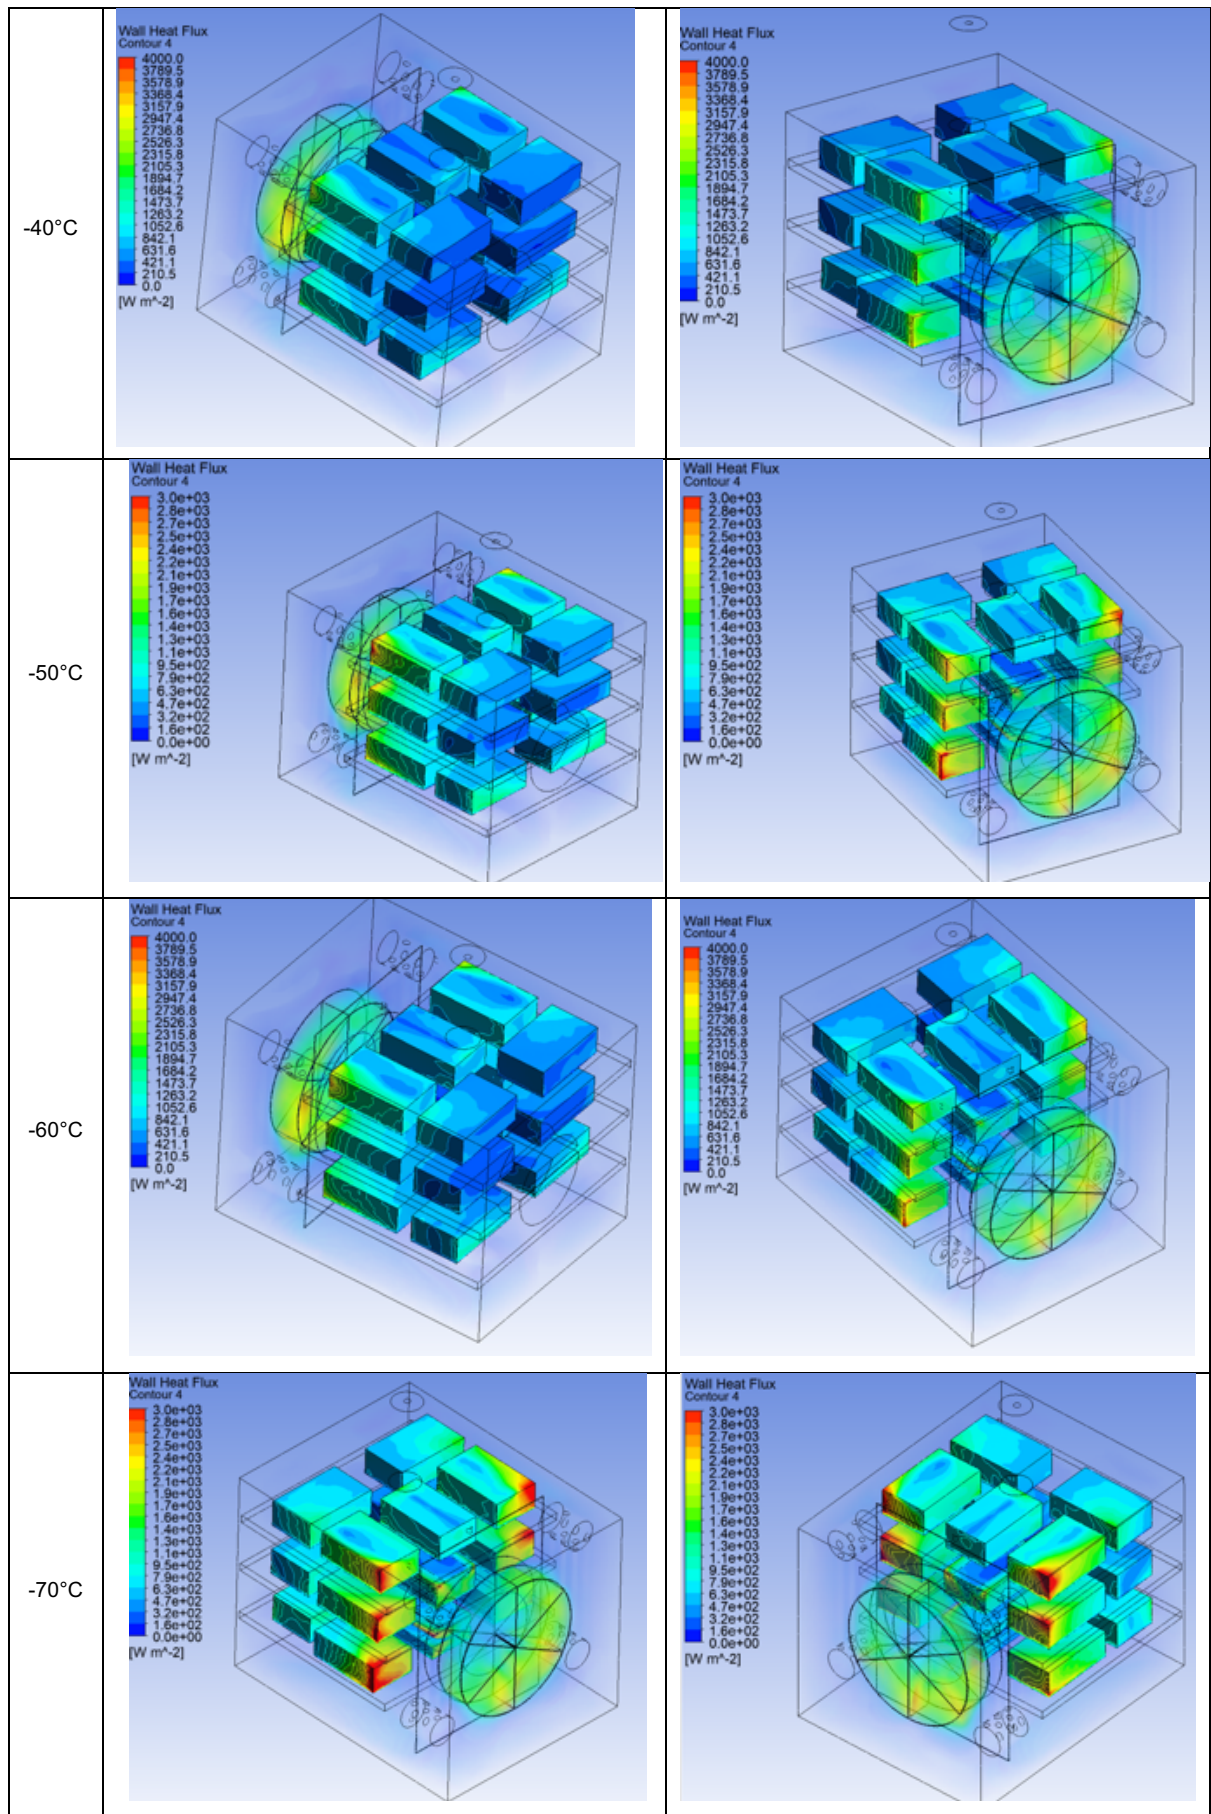 -40°C
Wall Heat Flux
Contour 4
4000.0
3789.5
3578.9
3368.4
3157.9
2947.4
2736.8
2526.3
2315.8
2105.3
1894.7
1684.2
1473.7
1263.2
1052.6
842.1
631.6
421.1
210.5
0.0
[W m^-2]
Wall Heat Flux
Contour 4
4000.0
3789.5
3578.9
3368.4
3157.9
2947.4
2736.8
2526.3
2315.8
2105.3
1894.7
1684.2
1473.7
1263.2
1052.6
842.1
631.6
421.1
210.5
0.0
[W m^-2]
-50°C
Wall Heat Flux
Contour 4
3.0e+03
2.8e+03
2.7e+03
2.5e+03
2.4e+03
2.2e+03
2.1e+03
1.9e+03
1.7e+03
1.6e+03
1.4e+03
1.3e+03
1.1e+03
9.5e+02
7.9e+02
6.3e+02
4.7e+02
3.2e+02
1.6e+02
0.0e+00
[W m^-2]
Wall Heat Flux
Contour 4
3.0e+03
2.8e+03
2.7e+03
2.5e+03
2.4e+03
2.2e+03
2.1e+03
1.9e+03
1.7e+03
1.6e+03
1.4e+03
1.3e+03
1.1e+03
9.5e+02
7.9e+02
6.3e+02
4.7e+02
3.2e+02
1.6e+02
0.0e+00
[W m^-2]
-60°C
Wall Heat Flux
Contour 4
4000.0
3789.5
3578.9
3368.4
3157.9
2947.4
2736.8
2526.3
2315.8
2105.3
1894.7
1684.2
1473.7
1263.2
1052.6
842.1
631.6
421.1
210.5
0.0
[W m^-2]
Wall Heat Flux
Contour 4
4000.0
3789.5
3578.9
3368.4
3157.9
2947.4
2736.8
2526.3
2315.8
2105.3
1894.7
1684.2
1473.7
1263.2
1052.6
842.1
631.6
421.1
210.5
0.0
[W m^-2]
-70°C
Wall Heat Flux
Contour 4
3.0e+03
2.8e+03
2.7e+03
2.5e+03
2.4e+03
2.2e+03
2.1e+03
1.9e+03
1.7e+03
1.6e+03
1.4e+03
1.3e+03
1.1e+03
9.5e+02
7.9e+02
6.3e+02
4.7e+02
3.2e+02
1.6e+02
0.0e+00
[W m^-2]
Wall Heat Flux
Contour 4
3.0e+03
2.8e+03
2.7e+03
2.5e+03
2.4e+03
2.2e+03
2.1e+03
1.9e+03
1.7e+03
1.6e+03
1.4e+03
1.3e+03
1.1e+03
9.5e+02
7.9e+02
6.3e+02
4.7e+02
3.2e+02
1.6e+02
0.0e+00
[W m^-2]